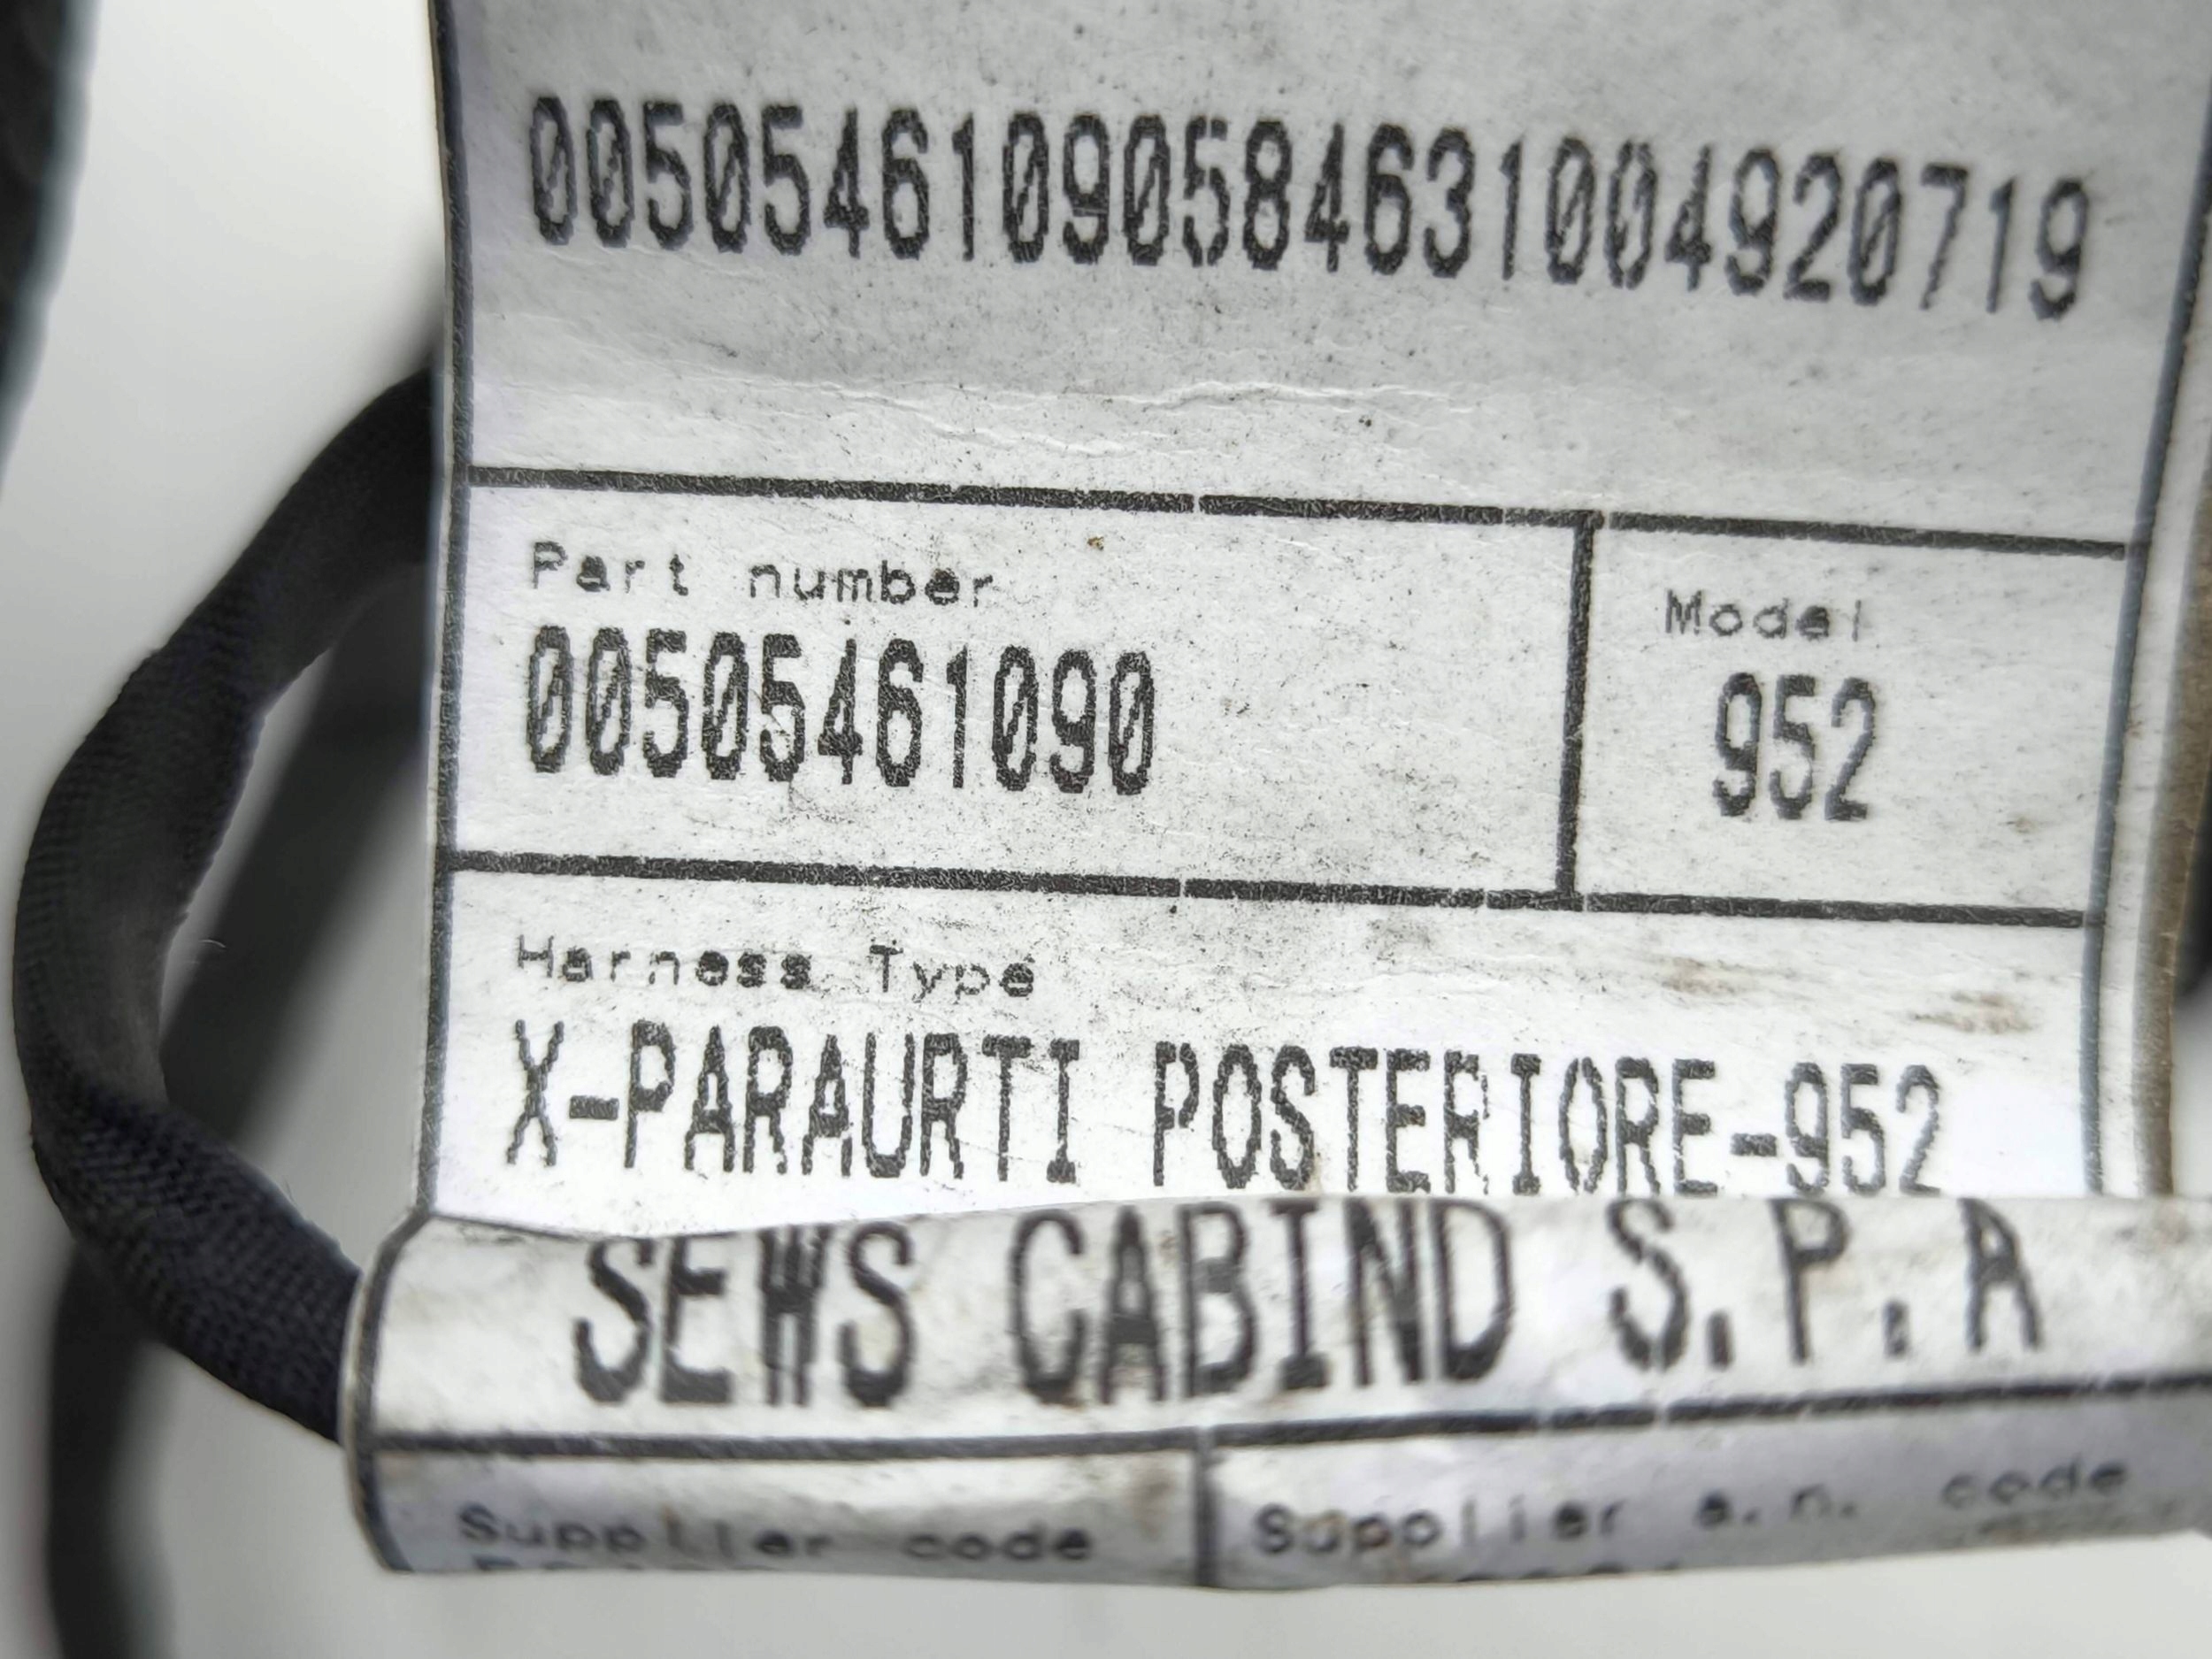 00505461090584631004920719
Part number
00505461090
Model
952
Harness Type
X-PARAURTI POSTERIORE-952
SEWS CABIND S.P.A
Supplier code
Supplier s.n. code